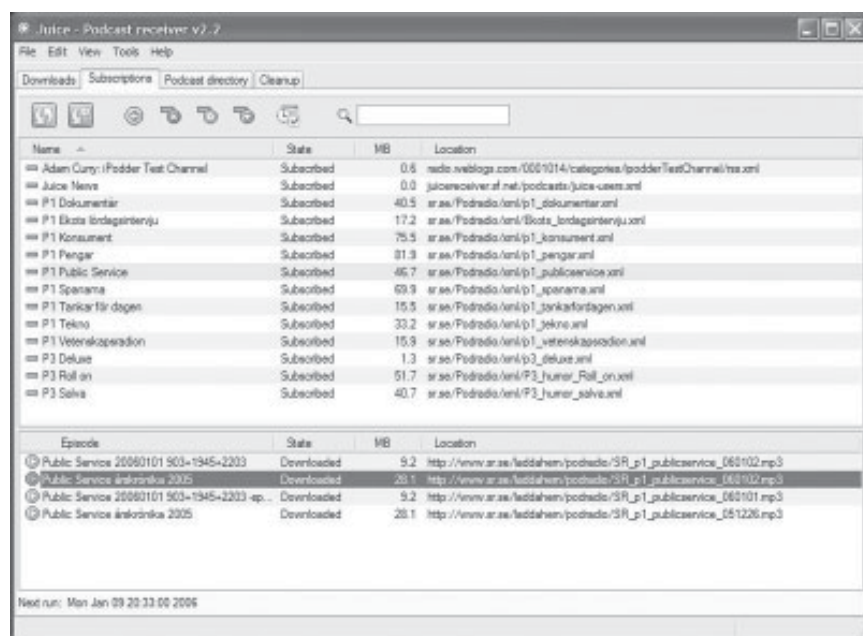 Juice - Podcast receiver v2.2
File Edit View Tools Help
Downloads Subscriptions Podcast directory Cleanup
Name State MB Location
Adam Curry: iPodder Test Channel Subscribed 0.6 radio.weblogs.com/0001014/categories/ipodderTestChannel/rss.xml
Juice News Subscribed 0.0 juicereceiver.sf.net/podcasts/juice-users.xml
P1 Dokumentär Subscribed 40.5 sr.se/Podradio/xml/p1_dokumentar.xml
P1 Ekots lördagsintervju Subscribed 17.2 sr.se/Podradio/xml/Ekots_lordagsintervju.xml
P1 Konsument Subscribed 75.5 sr.se/Podradio/xml/p1_konsument.xml
P1 Pengar Subscribed 81.9 sr.se/Podradio/xml/p1_pengar.xml
P1 Public Service Subscribed 46.7 sr.se/Podradio/xml/p1_publicservice.xml
P1 Spanarna Subscribed 69.9 sr.se/Podradio/xml/p1_spanarna.xml
P1 Tankar för dagen Subscribed 15.5 sr.se/Podradio/xml/p1_tankarfordagen.xml
P1 Tekno Subscribed 33.2 sr.se/Podradio/xml/p1_tekno.xml
P1 Vetenskapsradion Subscribed 15.9 sr.se/Podradio/xml/p1_vetenskapsradion.xml
P3 Deluxe Subscribed 1.3 sr.se/Podradio/xml/p3_deluxe.xml
P3 Roll on Subscribed 51.7 sr.se/Podradio/xml/P3_humor_Roll_on.xml
P3 Salva Subscribed 40.7 sr.se/Podradio/xml/P3_humor_salva.xml
Episode State MB Location
Public Service 20060101 903+1945+2203 Downloaded 9.2 http://www.sr.se/laddahem/podradio/SR_p1_publicservice_060102.mp3
Public Service årskrönika 2005 Downloaded 28.1 http://www.sr.se/laddahem/podradio/SR_p1_publicservice_060102.mp3
Public Service 20060101 903+1945+2203 -ep... Downloaded 9.2 http://www.sr.se/laddahem/podradio/SR_p1_publicservice_060101.mp3
Public Service årskrönika 2005 Downloaded 28.1 http://www.sr.se/laddahem/podradio/SR_p1_publicservice_051226.mp3
Next run: Mon Jan 09 20:33:00 2006